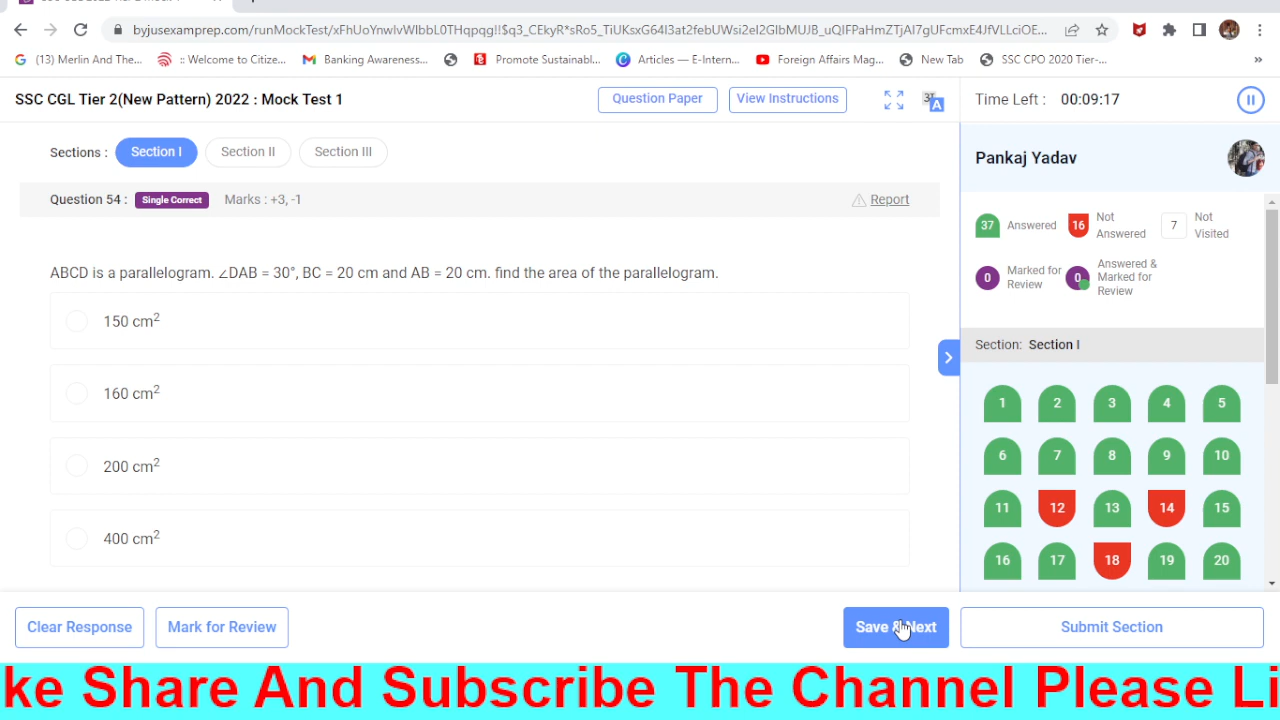 byjusexamprep.com/runMockTest/
(13) Merlin And The...
:: Welcome to Citize...
Banking Awareness...
Promote Sustainabl...
Articles — E-Intern...
Foreign Affairs Mag...
New Tab
SSC CPO 2020 Tier-...
»
SSC CGL Tier 2(New Pattern) 2022 : Mock Test 1
Question Paper
View Instructions
Time Left : 00:09:17
Sections : Section I Section II Section III
Pankaj Yadav
Question 54 : Single Correct Marks : +3, -1
Report
37 Answered
16 Not Answered
7 Not Visited
0 Marked for Review
0 Answered & Marked for Review
ABCD is a parallelogram. ∠DAB = 30°, BC = 20 cm and AB = 20 cm. find the area of the parallelogram.
150 cm²
160 cm²
200 cm²
400 cm²
Section: Section I
1 2 3 4 5
6 7 8 9 10
11 12 13 14 15
16 17 18 19 20
Clear Response
Mark for Review
Save & Next
Submit Section
ke Share And Subscribe The Channel Please Li